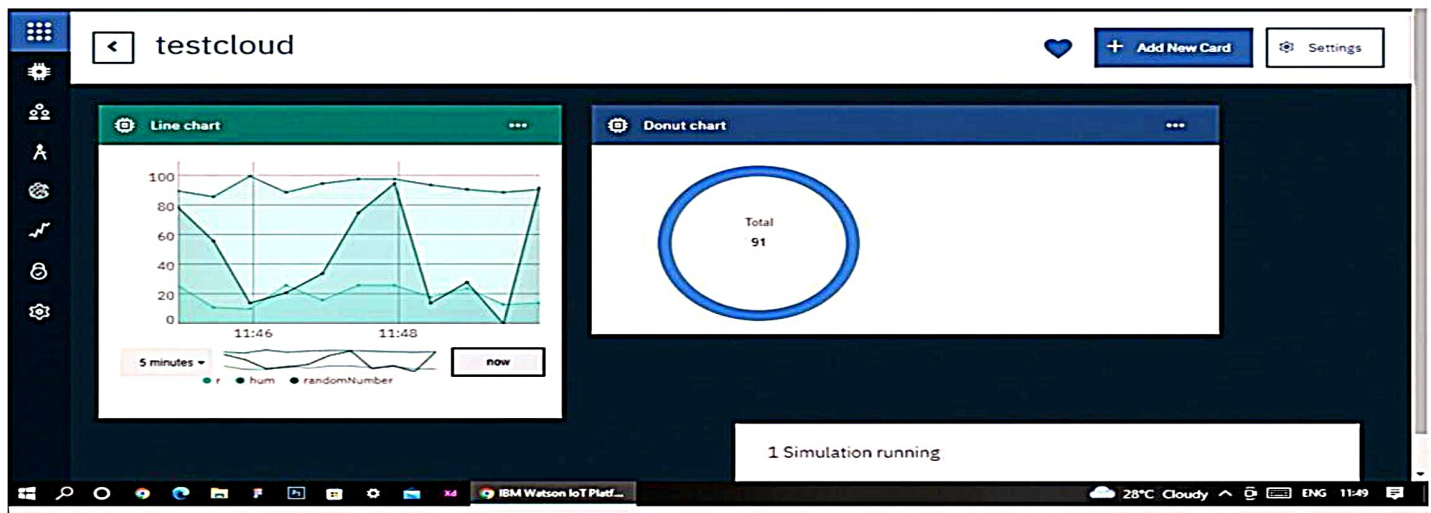 testcloud
+ Add New Card
Settings
Line chart
Donut chart
100
80
60
40
20
0
11:46
11:48
5 minutes
now
r hum randomNumber
Total
91
1 Simulation running
IBM Watson IoT Platf...
28°C Cloudy
ENG
11:49